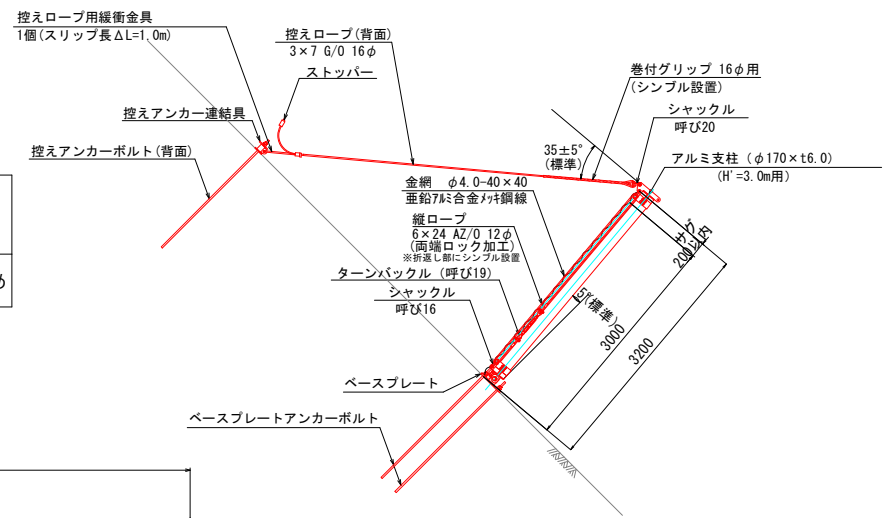 控えロープ用緩衝金具
1個(スリップ長ΔL=1.0m)
控えロープ(背面)
3×7 G/O 16φ
ストッパー
巻付グリップ 16φ用
(シンブル設置)
シャックル
呼び20
控えアンカー連結具
控えアンカーボルト(背面)
35±5°
(標準)
アルミ支柱 (φ170×t6.0)
(H'=3.0m用)
金網 φ4.0-40×40
亜鉛アルミ合金メッキ鋼線
縦ロープ
6×24 AZ/O 12φ
(両端ロック加工)
※折返し部にシンブル設置
サグ
200以内
ターンバックル (呼び19)
シャックル
呼び16
5°(標準)
3000
3200
ベースプレート
ベースプレートアンカーボルト